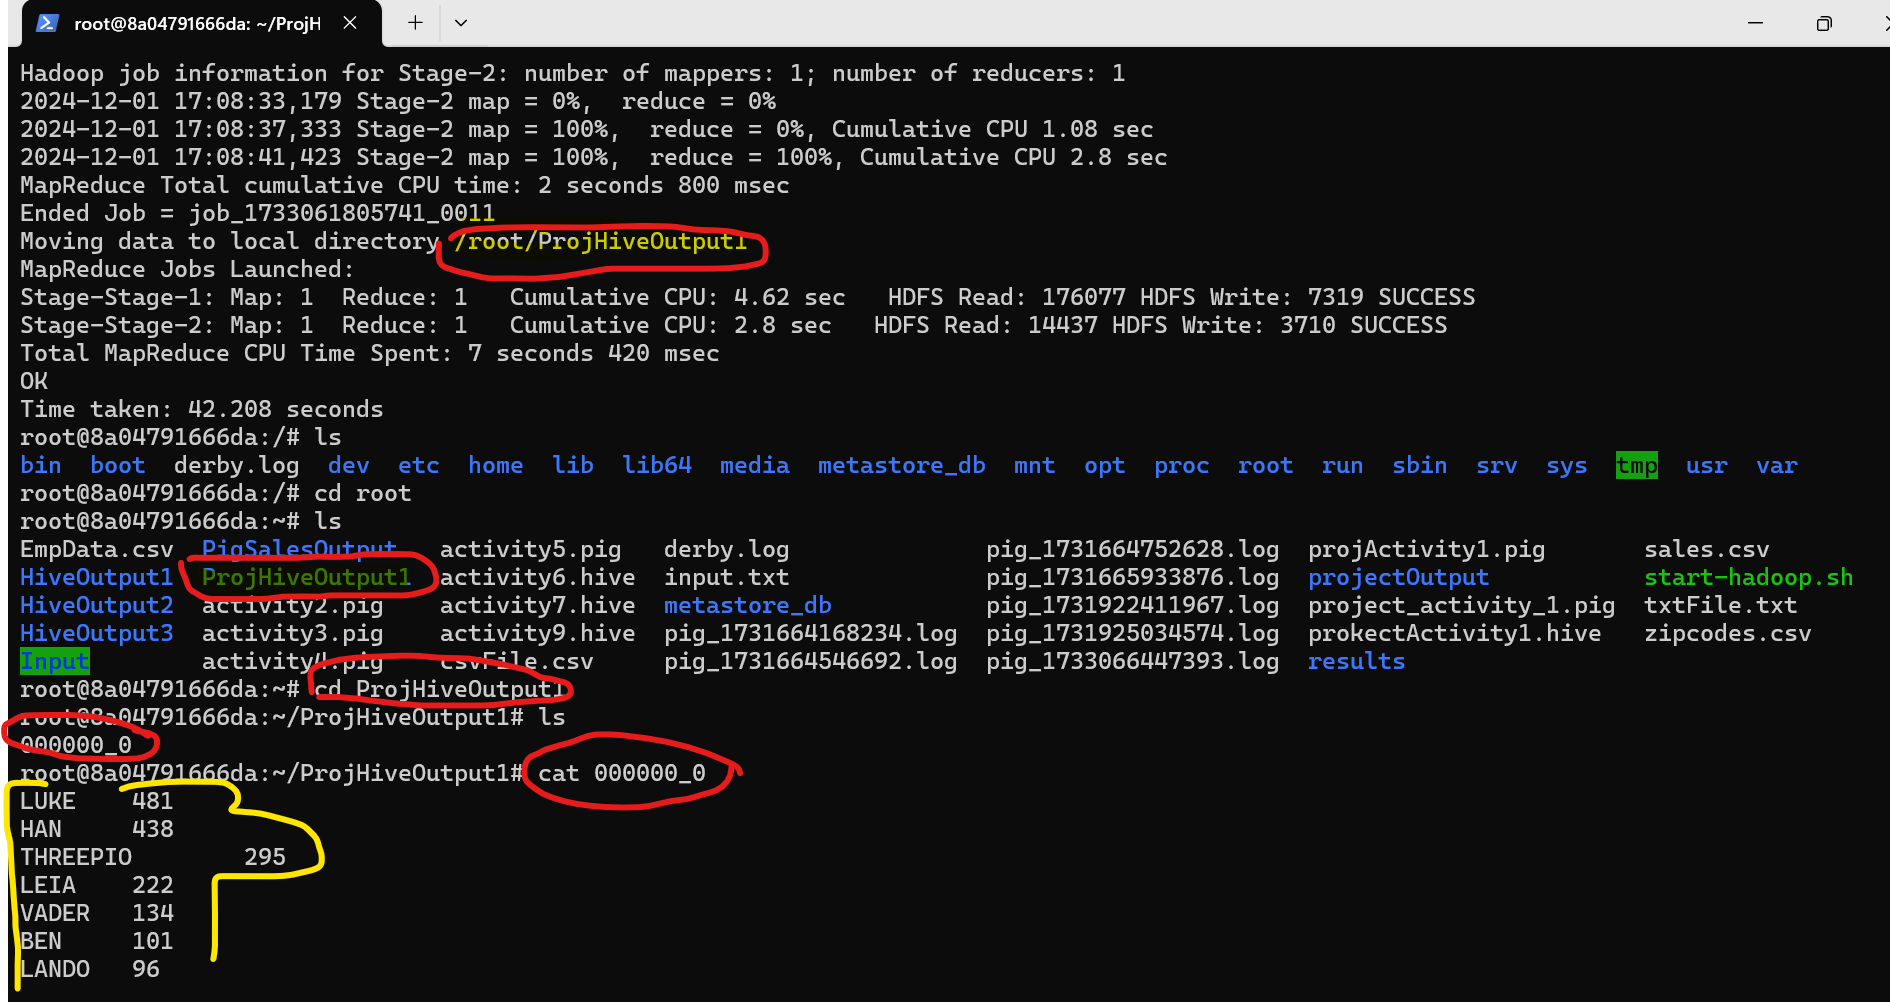 root@8a04791666da: ~/ProjH
Hadoop job information for Stage-2: number of mappers: 1; number of reducers: 1
2024-12-01 17:08:33,179 Stage-2 map = 0%,  reduce = 0%
2024-12-01 17:08:37,333 Stage-2 map = 100%,  reduce = 0%, Cumulative CPU 1.08 sec
2024-12-01 17:08:41,423 Stage-2 map = 100%,  reduce = 100%, Cumulative CPU 2.8 sec
MapReduce Total cumulative CPU time: 2 seconds 800 msec
Ended Job = job_1733061805741_0011
Moving data to local directory /root/ProjHiveOutput1
MapReduce Jobs Launched:
Stage-Stage-1: Map: 1  Reduce: 1   Cumulative CPU: 4.62 sec   HDFS Read: 176077 HDFS Write: 7319 SUCCESS
Stage-Stage-2: Map: 1  Reduce: 1   Cumulative CPU: 2.8 sec   HDFS Read: 14437 HDFS Write: 3710 SUCCESS
Total MapReduce CPU Time Spent: 7 seconds 420 msec
OK
Time taken: 42.208 seconds
root@8a04791666da:/# ls
bin  boot  derby.log  dev  etc  home  lib  lib64  media  metastore_db  mnt  opt  proc  root  run  sbin  srv  sys  tmp  usr  var
root@8a04791666da:/# cd root
root@8a04791666da:~# ls
EmpData.csv  PigSalesOutput  activity5.pig  derby.log  pig_1731664752628.log  projActivity1.pig  sales.csv
HiveOutput1  ProjHiveOutput1  activity6.hive  input.txt  pig_1731665933876.log  projectOutput  start-hadoop.sh
HiveOutput2  activity2.pig  activity7.hive  metastore_db  pig_1731922411967.log  project_activity_1.pig  txtFile.txt
HiveOutput3  activity3.pig  activity9.hive  pig_1731664168234.log  pig_1731925034574.log  prokectActivity1.hive  zipcodes.csv
Input  activity4.pig  csvFile.csv  pig_1731664546692.log  pig_1733066447393.log  results
root@8a04791666da:~# cd ProjHiveOutput1
root@8a04791666da:~/ProjHiveOutput1# ls
000000_0
root@8a04791666da:~/ProjHiveOutput1# cat 000000_0
LUKE    481
HAN     438
THREEPIO        295
LEIA    222
VADER   134
BEN     101
LANDO   96